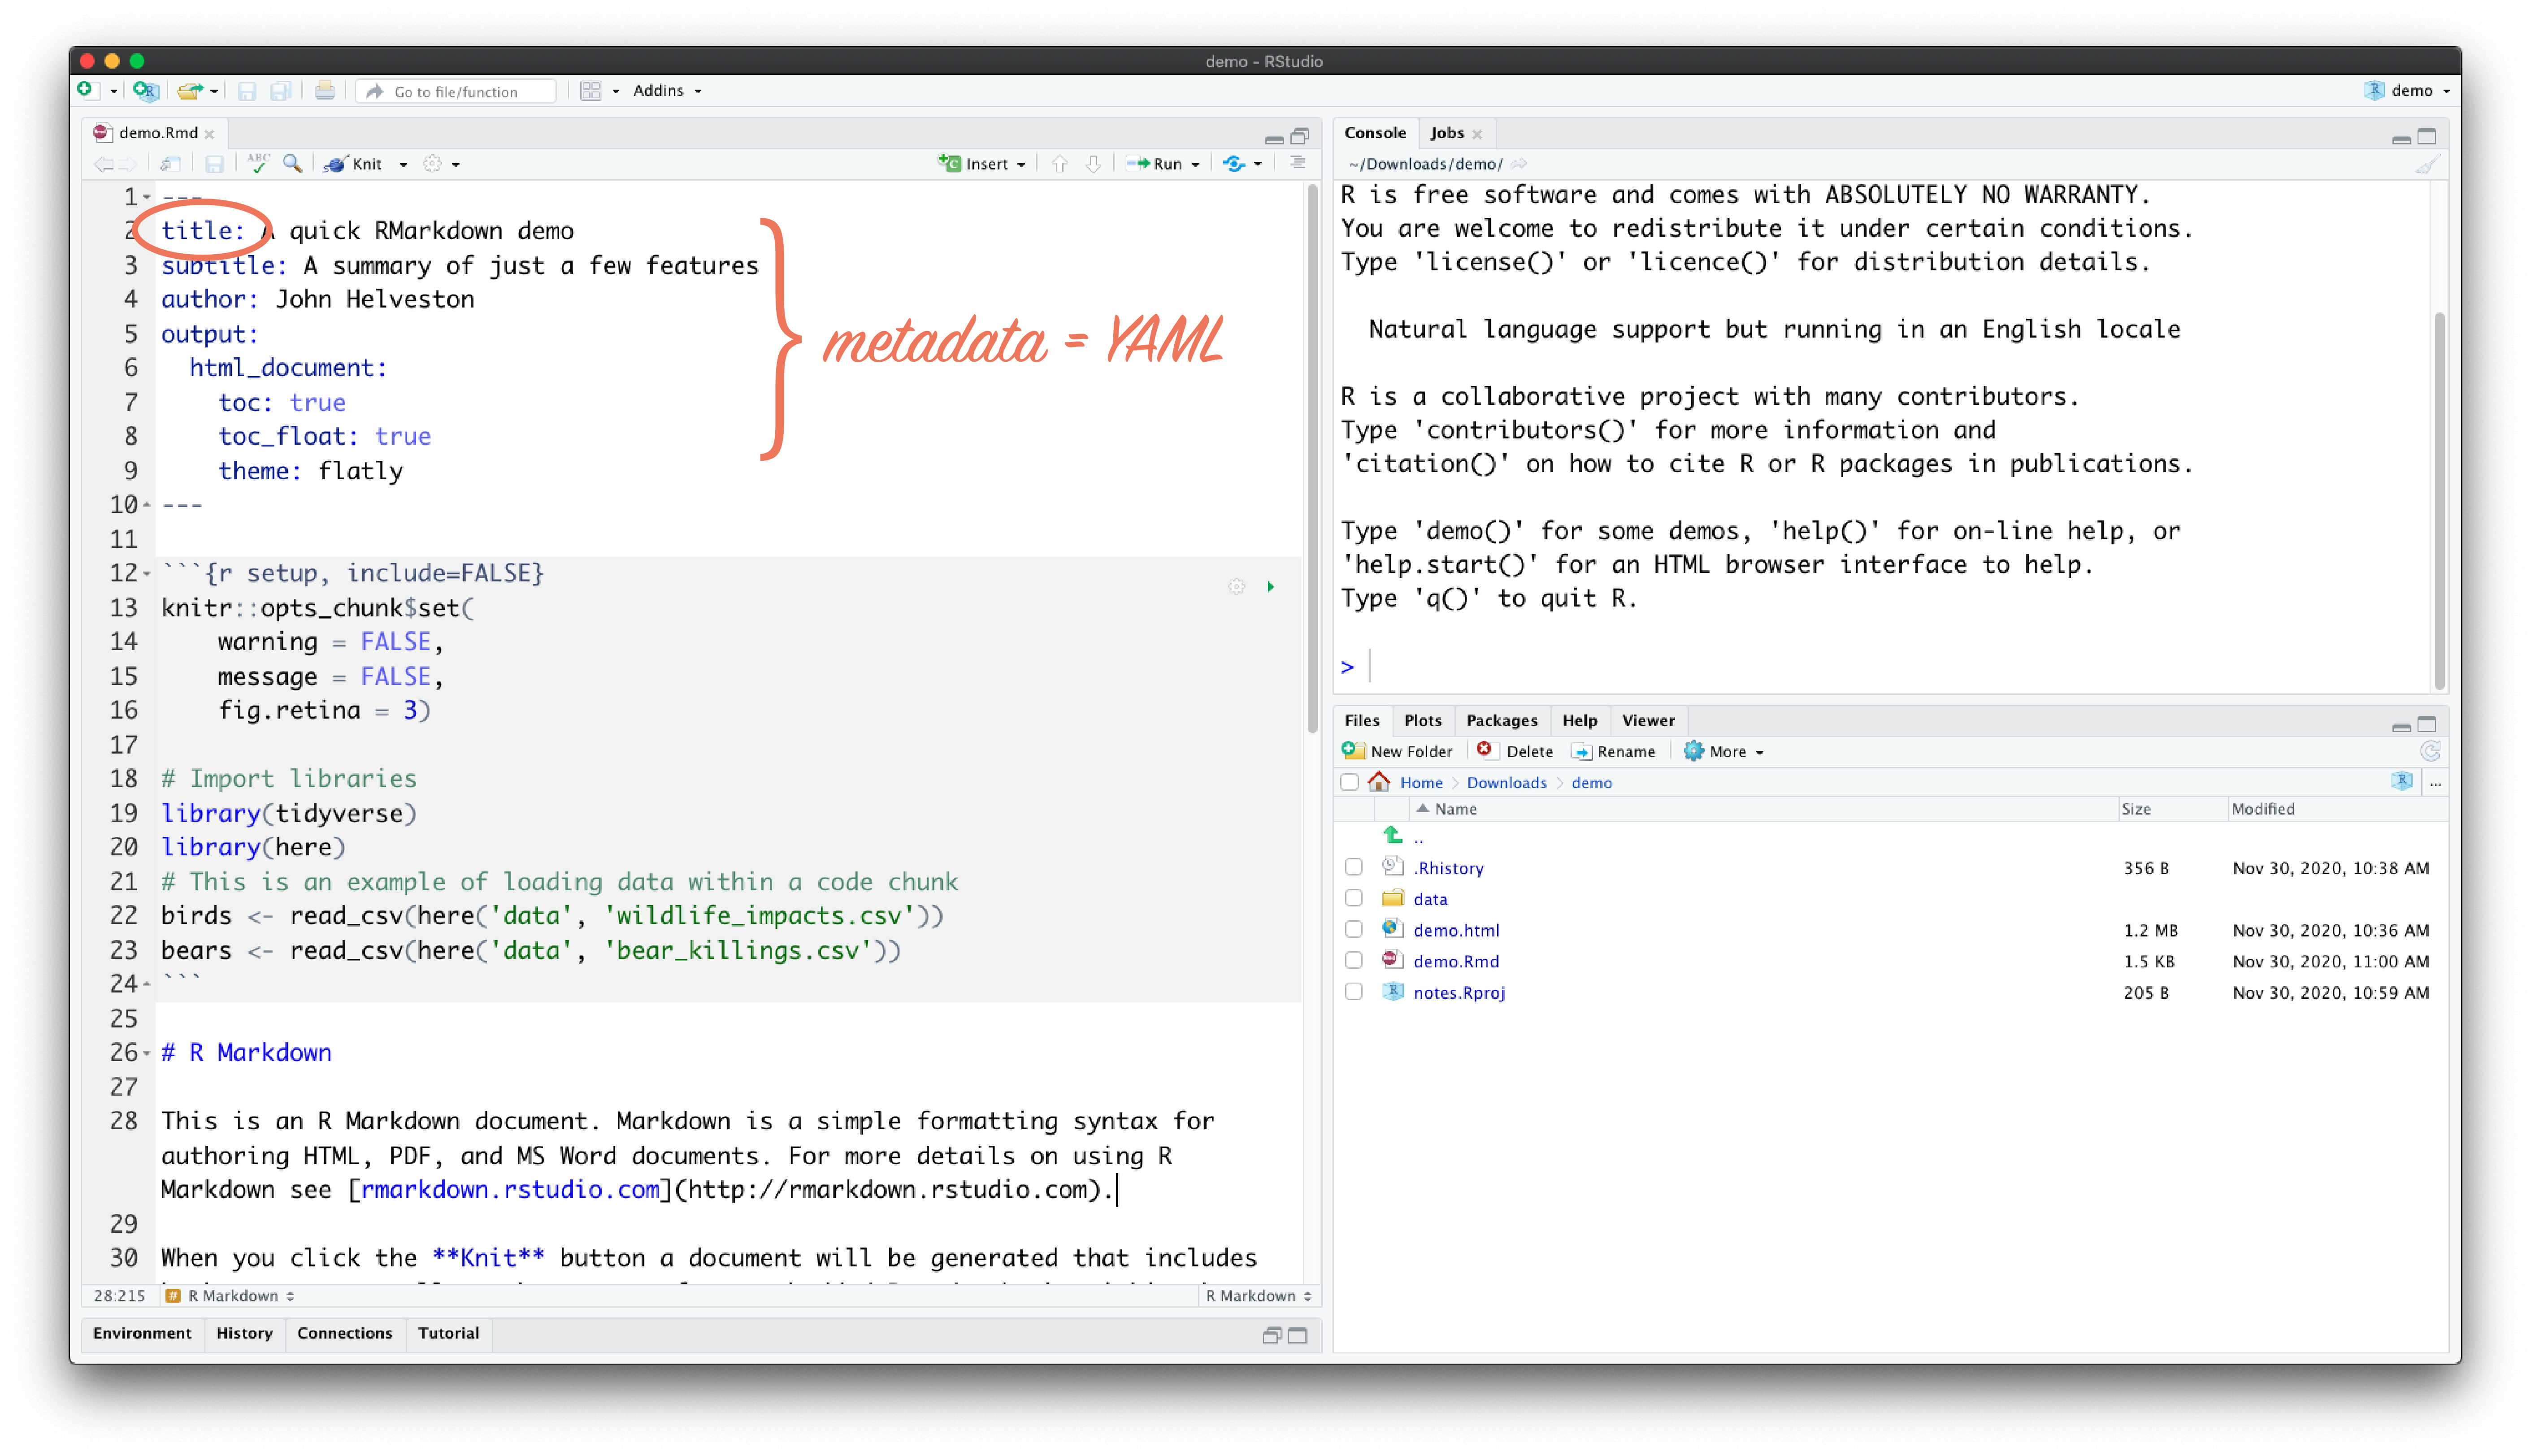 demo - RStudio
Go to file/function
Addins
demo
demo.Rmd
ABC
Knit
Insert
Run
1 ---
2 title: A quick RMarkdown demo
3 subtitle: A summary of just a few features
4 author: John Helveston
5 output:
6 html_document:
7 toc: true
8 toc_float: true
9 theme: flatly
10 ---
11
12 ```{r setup, include=FALSE}
13 knitr::opts_chunk$set(
14 warning = FALSE,
15 message = FALSE,
16 fig.retina = 3)
17
18 # Import libraries
19 library(tidyverse)
20 library(here)
21 # This is an example of loading data within a code chunk
22 birds <- read_csv(here('data', 'wildlife_impacts.csv'))
23 bears <- read_csv(here('data', 'bear_killings.csv'))
24 ```
25
26 # R Markdown
27
28 This is an R Markdown document. Markdown is a simple formatting syntax for
authoring HTML, PDF, and MS Word documents. For more details on using R
Markdown see [rmarkdown.rstudio.com](http://rmarkdown.rstudio.com).
29
30 When you click the **Knit** button a document will be generated that includes
metadata = YAML
28:215 # R Markdown
R Markdown
Environment History Connections Tutorial
Console Jobs
~/Downloads/demo/
R is free software and comes with ABSOLUTELY NO WARRANTY.
You are welcome to redistribute it under certain conditions.
Type 'license()' or 'licence()' for distribution details.
Natural language support but running in an English locale
R is a collaborative project with many contributors.
Type 'contributors()' for more information and
'citation()' on how to cite R or R packages in publications.
Type 'demo()' for some demos, 'help()' for on-line help, or
'help.start()' for an HTML browser interface to help.
Type 'q()' to quit R.
>
Files Plots Packages Help Viewer
New Folder Delete Rename More
Home > Downloads > demo ...
Name Size Modified
..
.Rhistory 356 B Nov 30, 2020, 10:38 AM
data
demo.html 1.2 MB Nov 30, 2020, 10:36 AM
demo.Rmd 1.5 KB Nov 30, 2020, 11:00 AM
notes.Rproj 205 B Nov 30, 2020, 10:59 AM